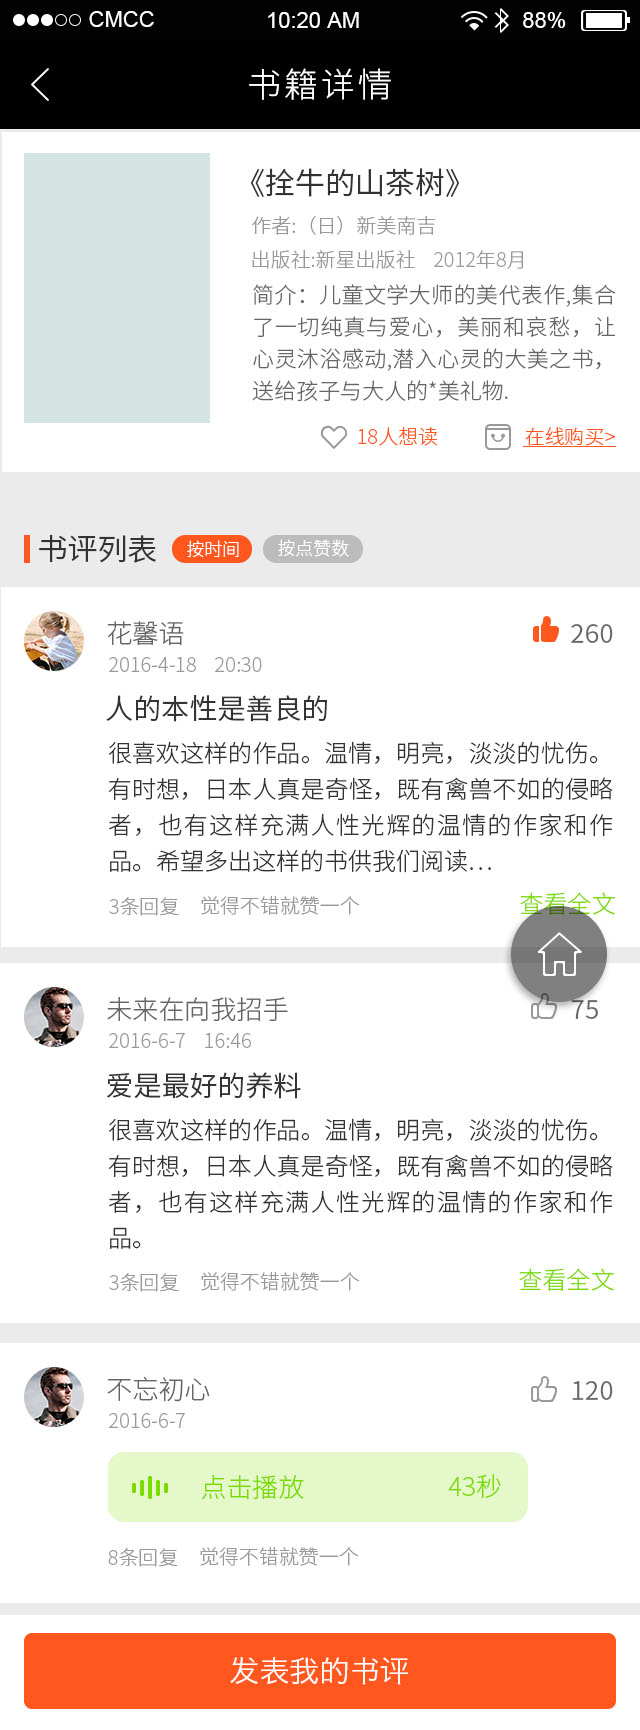 CMCC 10:20 AM 88%
书籍详情
《拴牛的山茶树》
作者:（日）新美南吉
出版社:新星出版社 2012年8月
简介：儿童文学大师的美代表作,集合
了一切纯真与爱心，美丽和哀愁，让
心灵沐浴感动,潜入心灵的大美之书，
送给孩子与大人的*美礼物.
18人想读 在线购买>
书评列表 按时间 按点赞数
花馨语 260
2016-4-18 20:30
人的本性是善良的
很喜欢这样的作品。温情，明亮，淡淡的忧伤。
有时想，日本人真是奇怪，既有禽兽不如的侵略
者，也有这样充满人性光辉的温情的作家和作
品。希望多出这样的书供我们阅读…
3条回复 觉得不错就赞一个 查看全文
未来在向我招手 75
2016-6-7 16:46
爱是最好的养料
很喜欢这样的作品。温情，明亮，淡淡的忧伤。
有时想，日本人真是奇怪，既有禽兽不如的侵略
者，也有这样充满人性光辉的温情的作家和作
品。
3条回复 觉得不错就赞一个 查看全文
不忘初心 120
2016-6-7
点击播放 43秒
8条回复 觉得不错就赞一个
发表我的书评